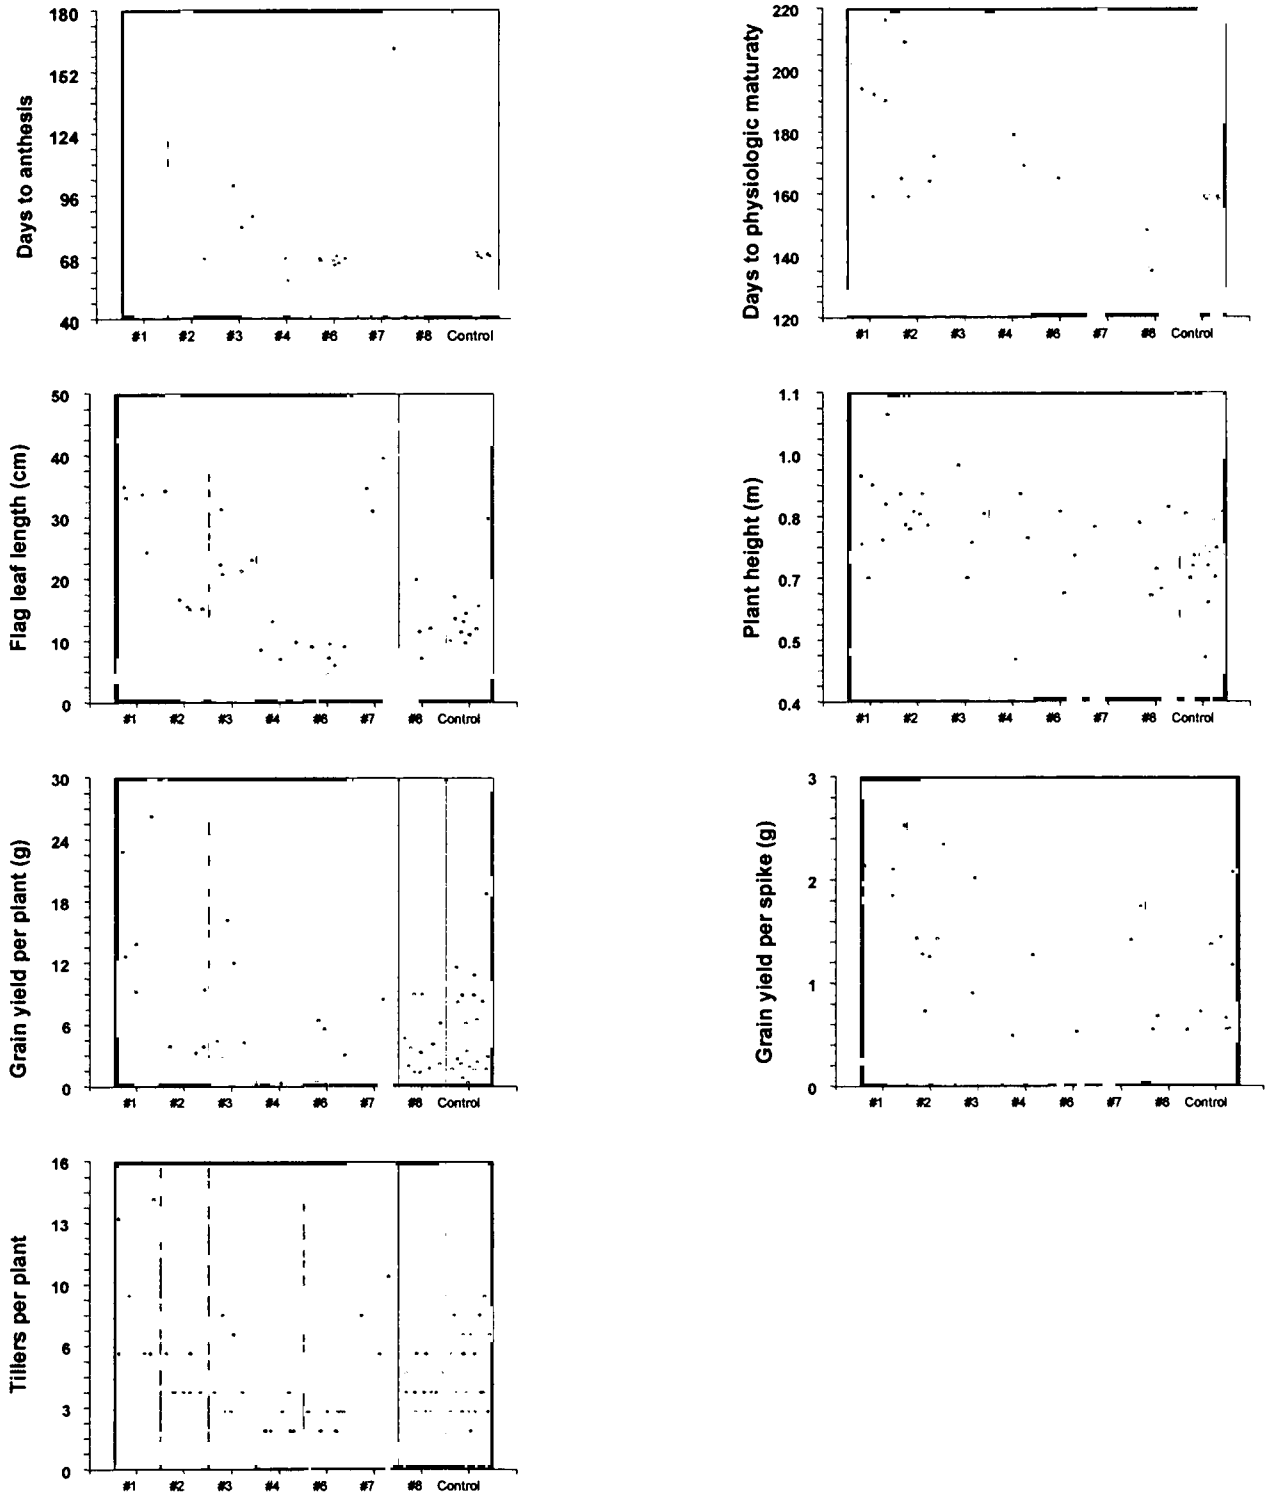 Days to anthesis
180
152
124
96
68
40
#1 #2 #3 #4 #6 #7 #8 Control
Days to physiologic maturaty
220
200
180
160
140
120
#1 #2 #3 #4 #6 #7 #8 Control
Flag leaf length (cm)
50
40
30
20
10
0
#1 #2 #3 #4 #6 #7 #8 Control
Plant height (m)
1.1
1.0
0.8
0.7
0.5
0.4
#1 #2 #3 #4 #6 #7 #8 Control
Grain yield per plant (g)
30
24
18
12
6
0
#1 #2 #3 #4 #6 #7 #8 Control
Grain yield per spike (g)
3
2
1
0
#1 #2 #3 #4 #6 #7 #8 Control
Tillers per plant
16
13
10
6
3
0
#1 #2 #3 #4 #6 #7 #8 Control